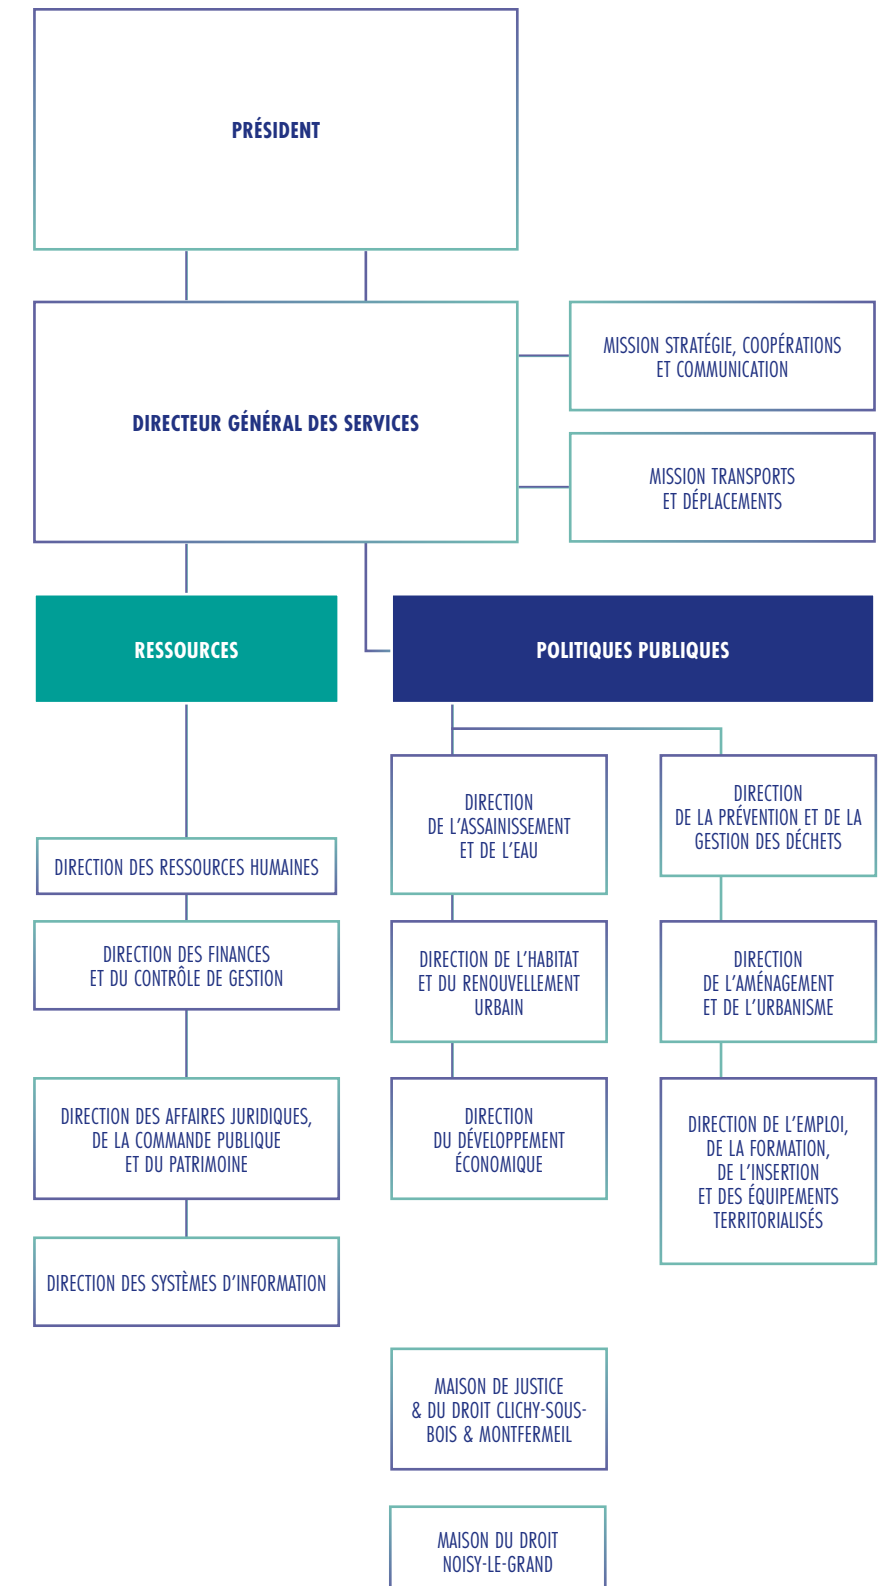 PRÉSIDENT
DIRECTEUR GÉNÉRAL DES SERVICES
MISSION STRATÉGIE, COOPÉRATIONS
ET COMMUNICATION
MISSION TRANSPORTS
ET DÉPLACEMENTS
RESSOURCES
DIRECTION DES RESSOURCES HUMAINES
DIRECTION DES FINANCES
ET DU CONTRÔLE DE GESTION
DIRECTION DES AFFAIRES JURIDIQUES,
DE LA COMMANDE PUBLIQUE
ET DU PATRIMOINE
DIRECTION DES SYSTÈMES D'INFORMATION
POLITIQUES PUBLIQUES
DIRECTION
DE L'ASSAINISSEMENT
ET DE L'EAU
DIRECTION DE L'HABITAT
ET DU RENOUVELLEMENT
URBAIN
DIRECTION
DU DÉVELOPPEMENT
ÉCONOMIQUE
DIRECTION
DE LA PRÉVENTION ET DE LA
GESTION DES DÉCHETS
DIRECTION
DE L'AMÉNAGEMENT
ET DE L'URBANISME
DIRECTION DE L'EMPLOI,
DE LA FORMATION,
DE L'INSERTION
ET DES ÉQUIPEMENTS
TERRITORIALISÉS
MAISON DE JUSTICE
& DU DROIT CLICHY-SOUS-
BOIS & MONTFERMEIL
MAISON DU DROIT
NOISY-LE-GRAND